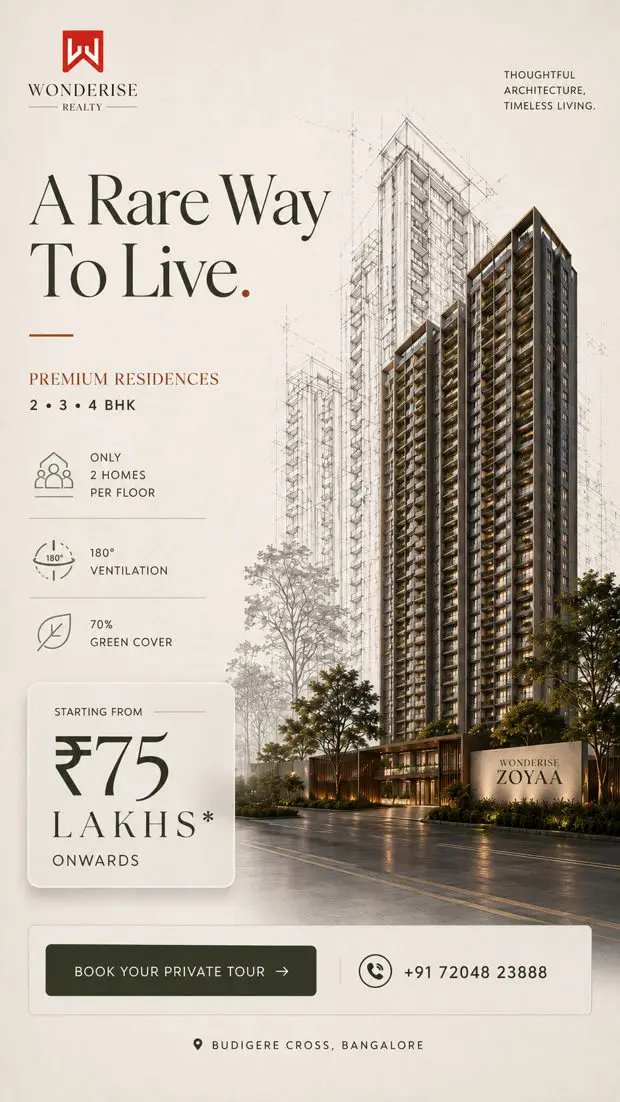 WONDERISE
REALTY
THOUGHTFUL
ARCHITECTURE,
TIMELESS LIVING.
A Rare Way
To Live.
PREMIUM RESIDENCES
2 • 3 • 4 BHK
ONLY
2 HOMES
PER FLOOR
180°
180°
VENTILATION
70%
GREEN COVER
STARTING FROM
₹75
LAKHS*
ONWARDS
WONDERISE
ZOYAA
BOOK YOUR PRIVATE TOUR →
+91 72048 23888
BUDIGERE CROSS, BANGALORE